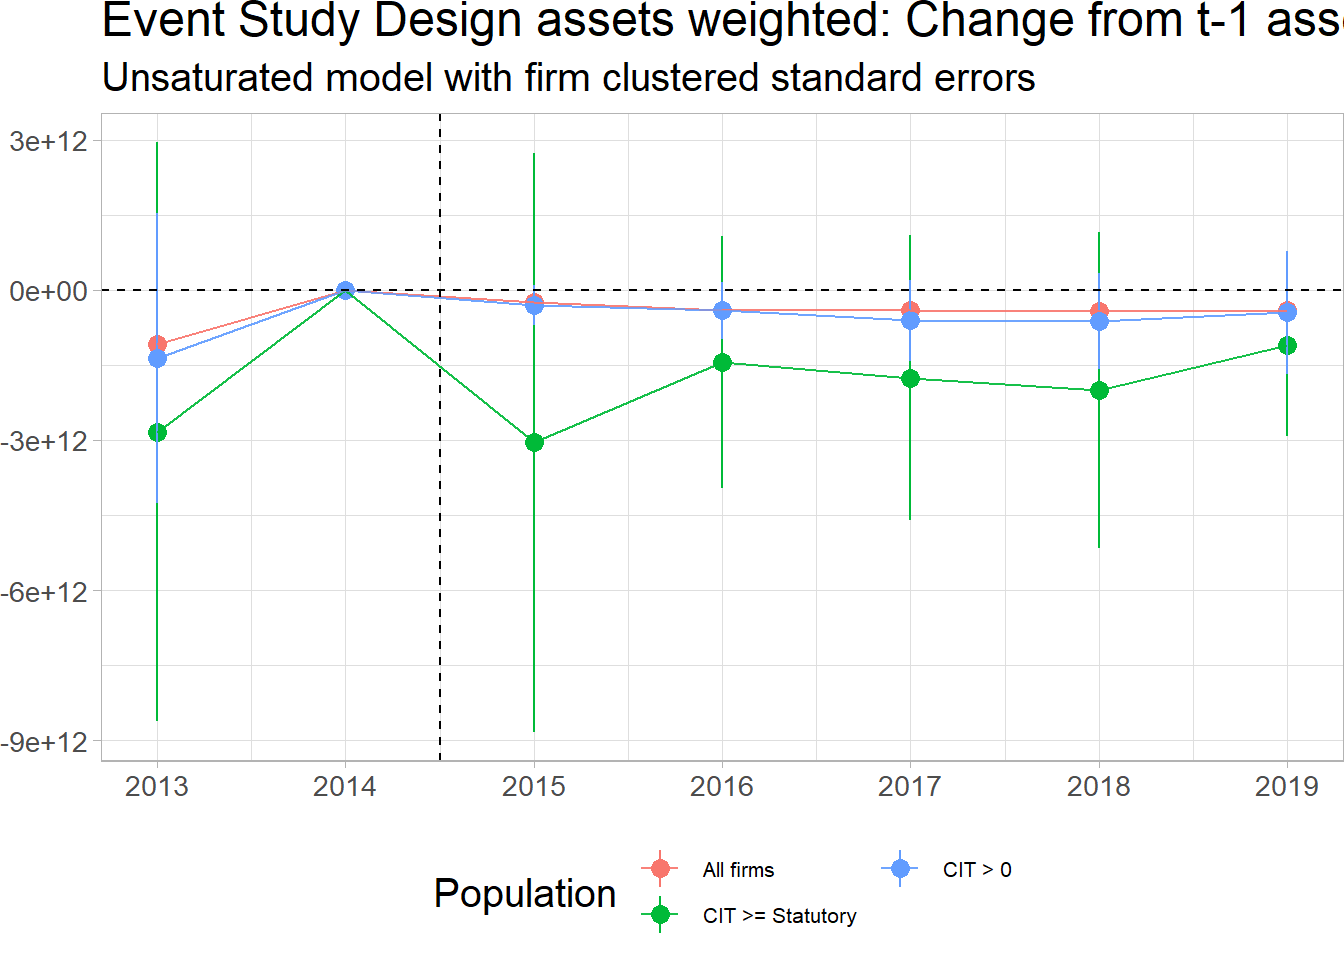 Event Study Design assets weighted: Change from t-1
Unsaturated model with firm clustered standard errors
3e+12
0e+00
-3e+12
-6e+12
-9e+12
2013 2014 2015 2016 2017 2018 2019
Population
All firms
CIT > 0
CIT >= Statutory